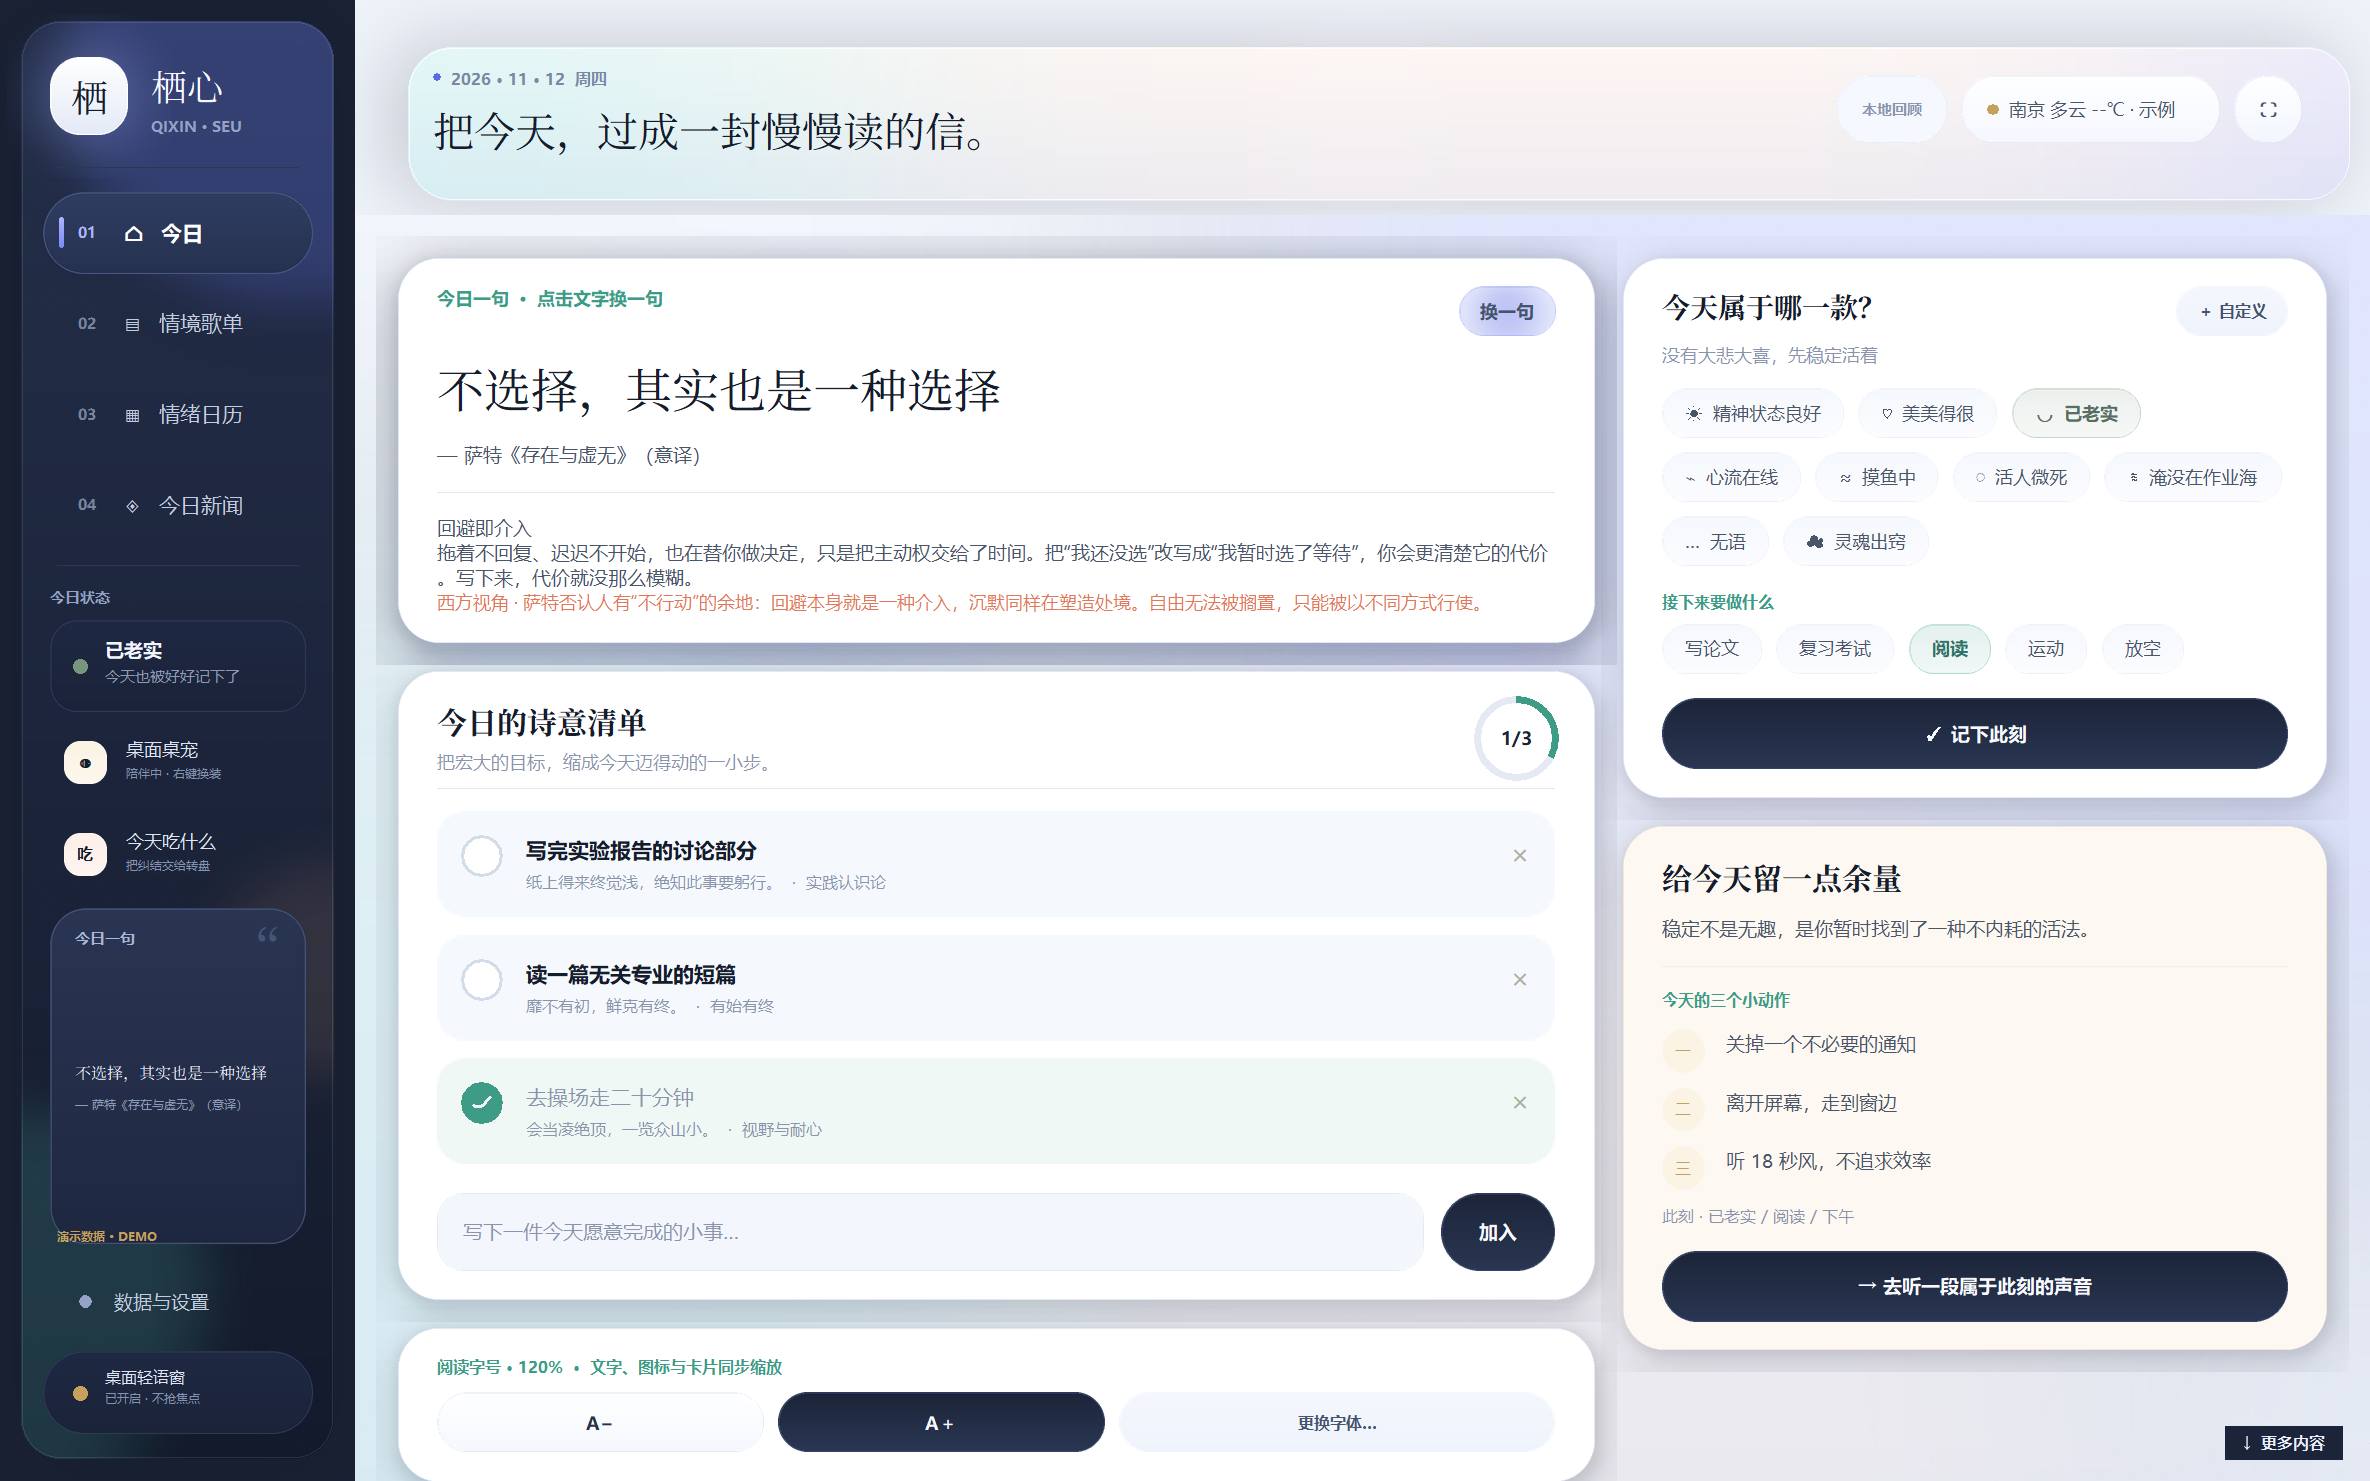 栖
栖心
QIXIN • SEU
01 今日
02 情境歌单
03 情绪日历
04 今日新闻
今日状态
已老实
今天也被好好记下了
桌面桌宠
陪伴中 · 右键换装
吃
今天吃什么
把纠结交给转盘
今日一句
“
不选择，其实也是一种选择
— 萨特《存在与虚无》（意译）
演示数据 • DEMO
数据与设置
桌面轻语窗
已开启 · 不抢焦点
2026 • 11 • 12 周四
把今天，过成一封慢慢读的信。
本地回顾
南京 多云 --℃ · 示例
今日一句 • 点击文字换一句
换一句
不选择，其实也是一种选择
— 萨特《存在与虚无》（意译）
回避即介入
拖着不回复、迟迟不开始，也在替你做决定，只是把主动权交给了时间。把“我还没选”改写成“我暂时选了等待”，你会更清楚它的代价
。写下来，代价就没那么模糊。
西方视角 · 萨特否认人有“不行动”的余地：回避本身就是一种介入，沉默同样在塑造处境。自由无法被搁置，只能被以不同方式行使。
今日的诗意清单
把宏大的目标，缩成今天迈得动的一小步。
1/3
写完实验报告的讨论部分
纸上得来终觉浅，绝知此事要躬行。 · 实践认识论
×
读一篇无关专业的短篇
靡不有初，鲜克有终。 · 有始有终
×
去操场走二十分钟
会当凌绝顶，一览众山小。 · 视野与耐心
×
写下一件今天愿意完成的小事...
加入
阅读字号 • 120% • 文字、图标与卡片同步缩放
A−
A+
更换字体...
今天属于哪一款？
+ 自定义
没有大悲大喜，先稳定活着
精神状态良好 美美得很 已老实
心流在线 ≈ 摸鱼中 活人微死 淹没在作业海
... 无语 灵魂出窍
接下来要做什么
写论文 复习考试 阅读 运动 放空
✓ 记下此刻
给今天留一点余量
稳定不是无趣，是你暂时找到了一种不内耗的活法。
今天的三个小动作
一 关掉一个不必要的通知
二 离开屏幕，走到窗边
三 听 18 秒风，不追求效率
此刻 · 已老实 / 阅读 / 下午
→ 去听一段属于此刻的声音
↓ 更多内容